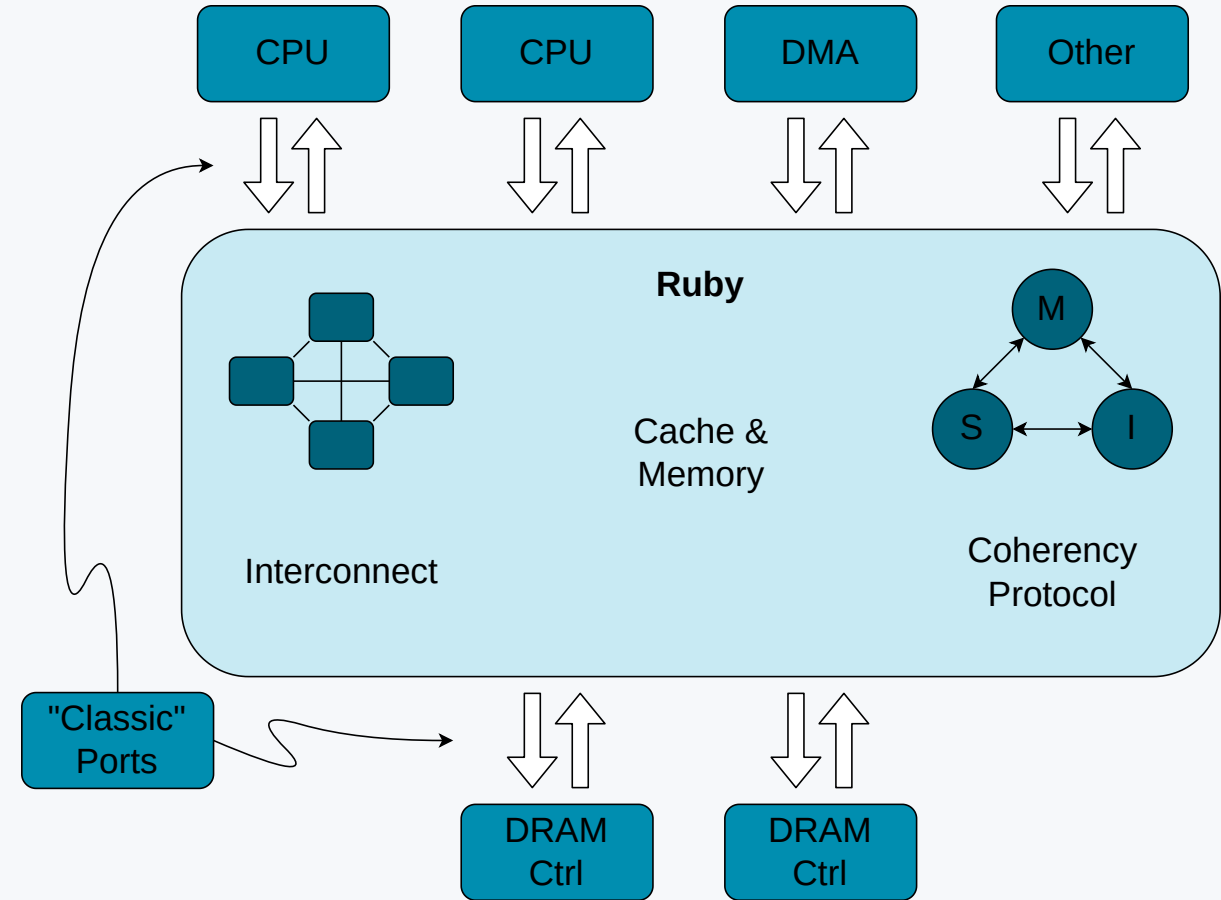 CPU
CPU
DMA
Other
Ruby
M
S
I
Cache &
Memory
Interconnect
Coherency
Protocol
"Classic"
Ports
DRAM
Ctrl
DRAM
Ctrl